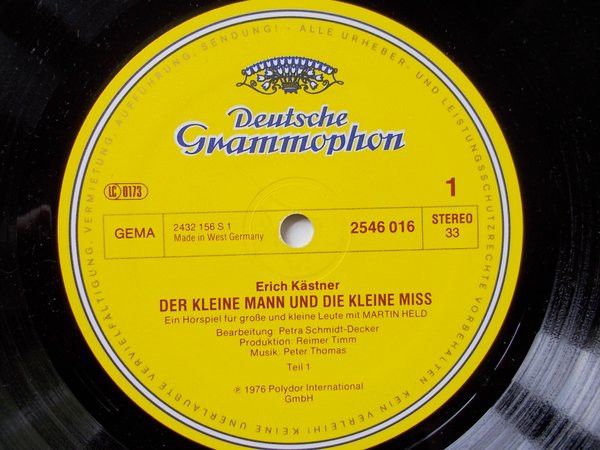 ALLE URHEBER- UND LEISTUNGSSCHUTZRECHTE VORBEHALTEN. KEIN VERLEIH! KEINE UNERLAUBTE VERVIELFÄLTIGUNG, VERMIETUNG, AUFFÜHRUNG, SENDUNG! -
Deutsche
Grammophon
LC 0173
1
GEMA
2432 156 S 1
Made in West Germany
2546 016
STEREO
33
Erich Kästner
DER KLEINE MANN UND DIE KLEINE MISS
Ein Hörspiel für große und kleine Leute mit MARTIN HELD
Bearbeitung: Petra Schmidt-Decker
Produktion: Reimer Timm
Musik: Peter Thomas
Teil 1
℗ 1976 Polydor International
GmbH